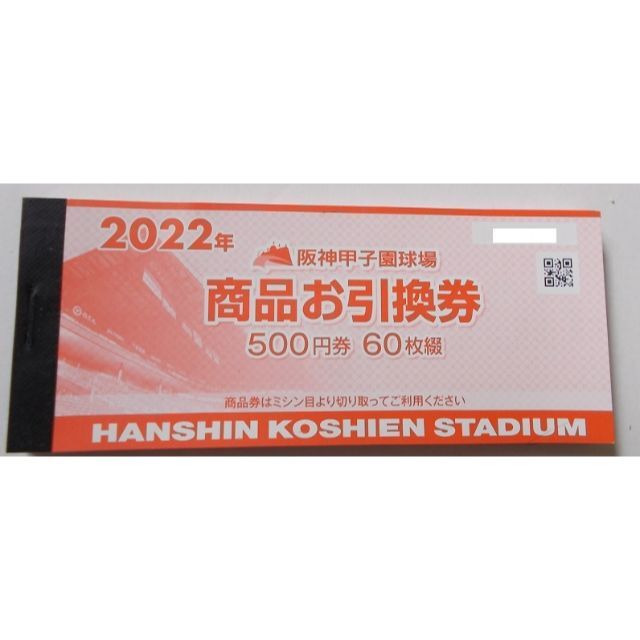 2022年
阪神甲子園球場
商品お引換券
500円券 60枚綴
商品券はミシン目より切り取ってご利用ください
HANSHIN KOSHIEN STADIUM